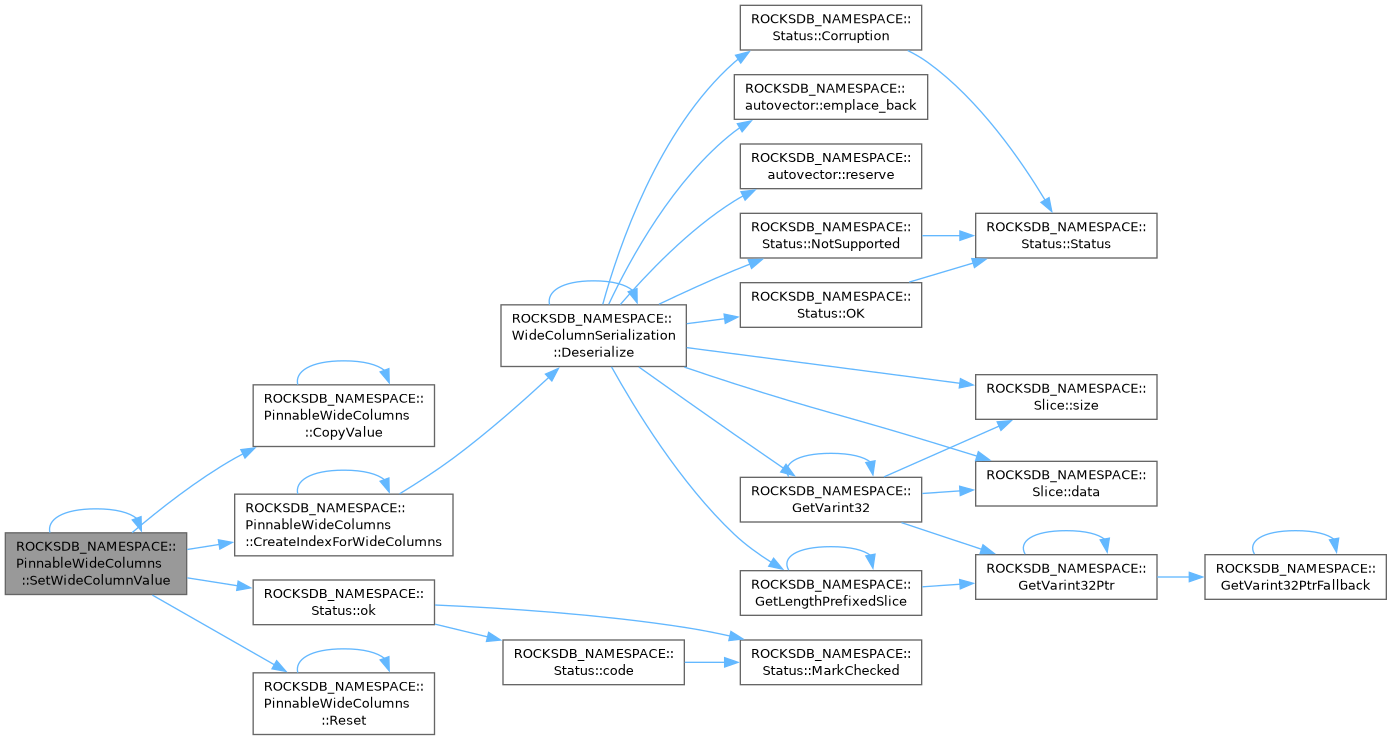 ROCKSDB_NAMESPACE::
PinnableWideColumns
::SetWideColumnValue
ROCKSDB_NAMESPACE::
PinnableWideColumns
::CopyValue
ROCKSDB_NAMESPACE::
PinnableWideColumns
::CreateIndexForWideColumns
ROCKSDB_NAMESPACE::
Status::ok
ROCKSDB_NAMESPACE::
PinnableWideColumns
::Reset
ROCKSDB_NAMESPACE::
WideColumnSerialization
::Deserialize
ROCKSDB_NAMESPACE::
Status::code
ROCKSDB_NAMESPACE::
Status::Corruption
ROCKSDB_NAMESPACE::
autovector::emplace_back
ROCKSDB_NAMESPACE::
autovector::reserve
ROCKSDB_NAMESPACE::
Status::NotSupported
ROCKSDB_NAMESPACE::
Status::OK
ROCKSDB_NAMESPACE::
GetVarint32
ROCKSDB_NAMESPACE::
GetLengthPrefixedSlice
ROCKSDB_NAMESPACE::
Status::MarkChecked
ROCKSDB_NAMESPACE::
Status::Status
ROCKSDB_NAMESPACE::
Slice::size
ROCKSDB_NAMESPACE::
Slice::data
ROCKSDB_NAMESPACE::
GetVarint32Ptr
ROCKSDB_NAMESPACE::
GetVarint32PtrFallback